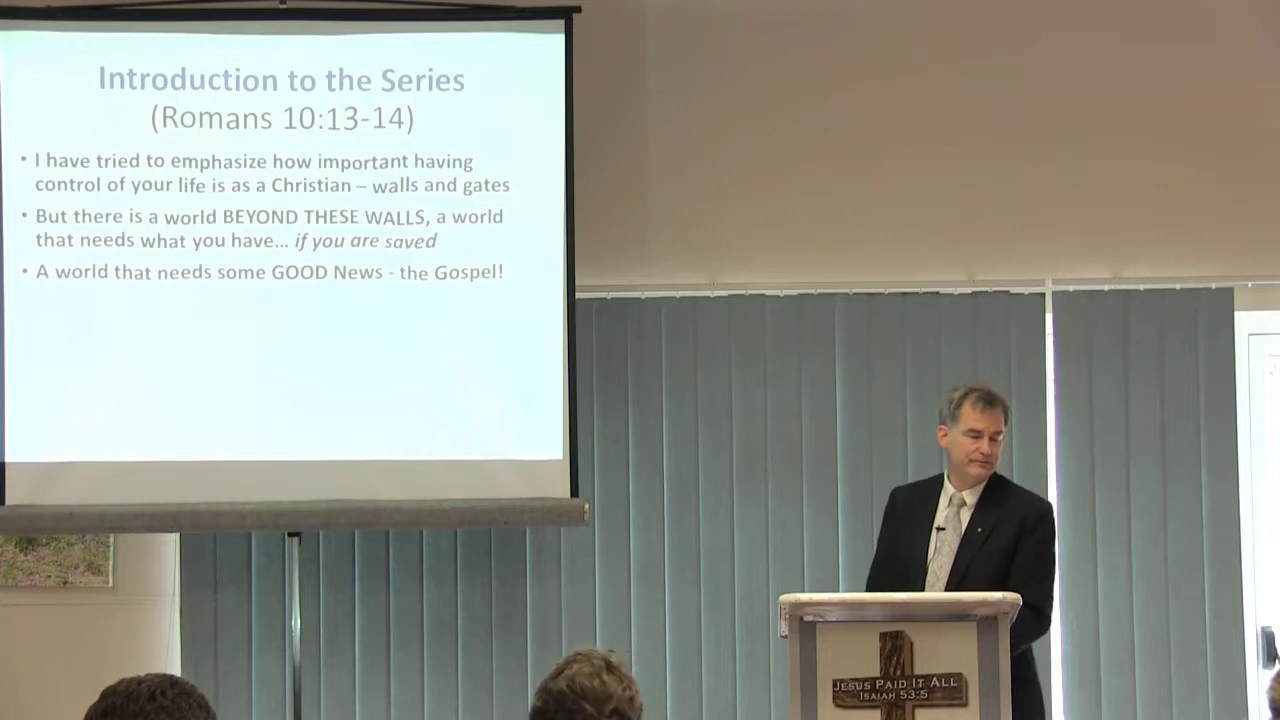 Introduction to the Series
(Romans 10:13-14)
• I have tried to emphasize how important having
control of your life is as a Christian – walls and gates
• But there is a world BEYOND THESE WALLS, a world
that needs what you have... if you are saved
• A world that needs some GOOD News - the Gospel!
JESUS PAID IT ALL
ISAIAH 53:5